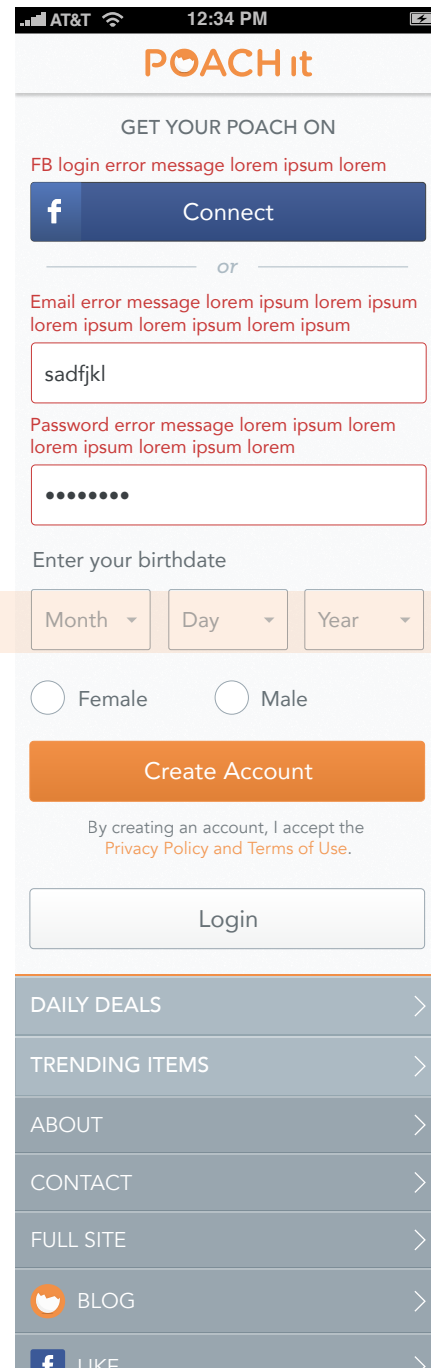 AT&T 12:34 PM
POACH it
GET YOUR POACH ON
FB login error message lorem ipsum lorem
f Connect
or
Email error message lorem ipsum lorem ipsum
lorem ipsum lorem ipsum lorem ipsum
sadfjkl
Password error message lorem ipsum lorem
lorem ipsum lorem ipsum lorem
••••••••
Enter your birthdate
Month Day Year
Female Male
Create Account
By creating an account, I accept the
Privacy Policy and Terms of Use.
Login
DAILY DEALS
TRENDING ITEMS
ABOUT
CONTACT
FULL SITE
BLOG
f LIKE